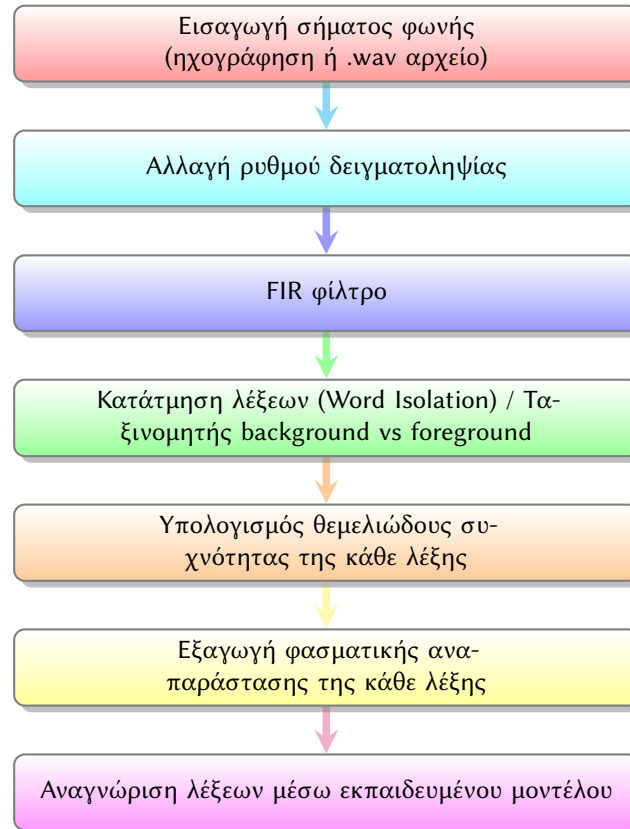 Εισαγωγή σήματος φωνής
(ηχογράφηση ή .wav αρχείο)
Αλλαγή ρυθμού δειγματοληψίας
FIR φίλτρο
Κατάτμηση λέξεων (Word Isolation) / Τα-
ξινομητής background vs foreground
Υπολογισμός θεμελιώδους συ-
χνότητας της κάθε λέξης
Εξαγωγή φασματικής ανα-
παράστασης της κάθε λέξης
Αναγνώριση λέξεων μέσω εκπαιδευμένου μοντέλου